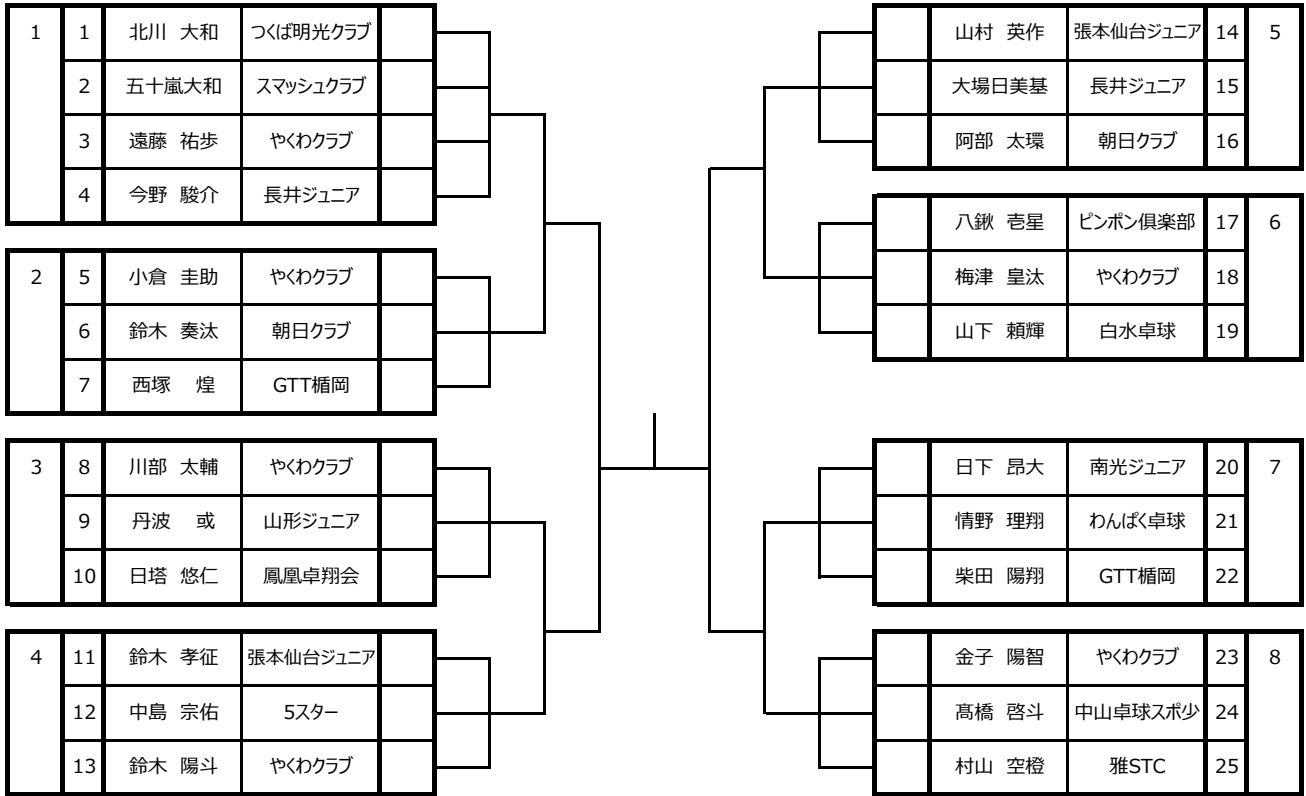 1 1 北川 大和 つくば明光クラブ
2 五十嵐大和 スマッシュクラブ
3 遠藤 祐歩 やくわクラブ
4 今野 駿介 長井ジュニア
2 5 小倉 圭助 やくわクラブ
6 鈴木 奏汰 朝日クラブ
7 西塚 煌 GTT楯岡
3 8 川部 太輔 やくわクラブ
9 丹波 或 山形ジュニア
10 日塔 悠仁 鳳凰卓翔会
4 11 鈴木 孝征 張本仙台ジュニア
12 中島 宗佑 5スター
13 鈴木 陽斗 やくわクラブ
山村 英作 張本仙台ジュニア 14 5
大場日美基 長井ジュニア 15
阿部 太環 朝日クラブ 16
八鍬 壱星 ピンポン倶楽部 17 6
梅津 皇汰 やくわクラブ 18
山下 頼輝 白水卓球 19
日下 昂大 南光ジュニア 20 7
情野 理翔 わんぱく卓球 21
柴田 陽翔 GTT楯岡 22
金子 陽智 やくわクラブ 23 8
髙橋 啓斗 中山卓球スポ少 24
村山 空橙 雅STC 25